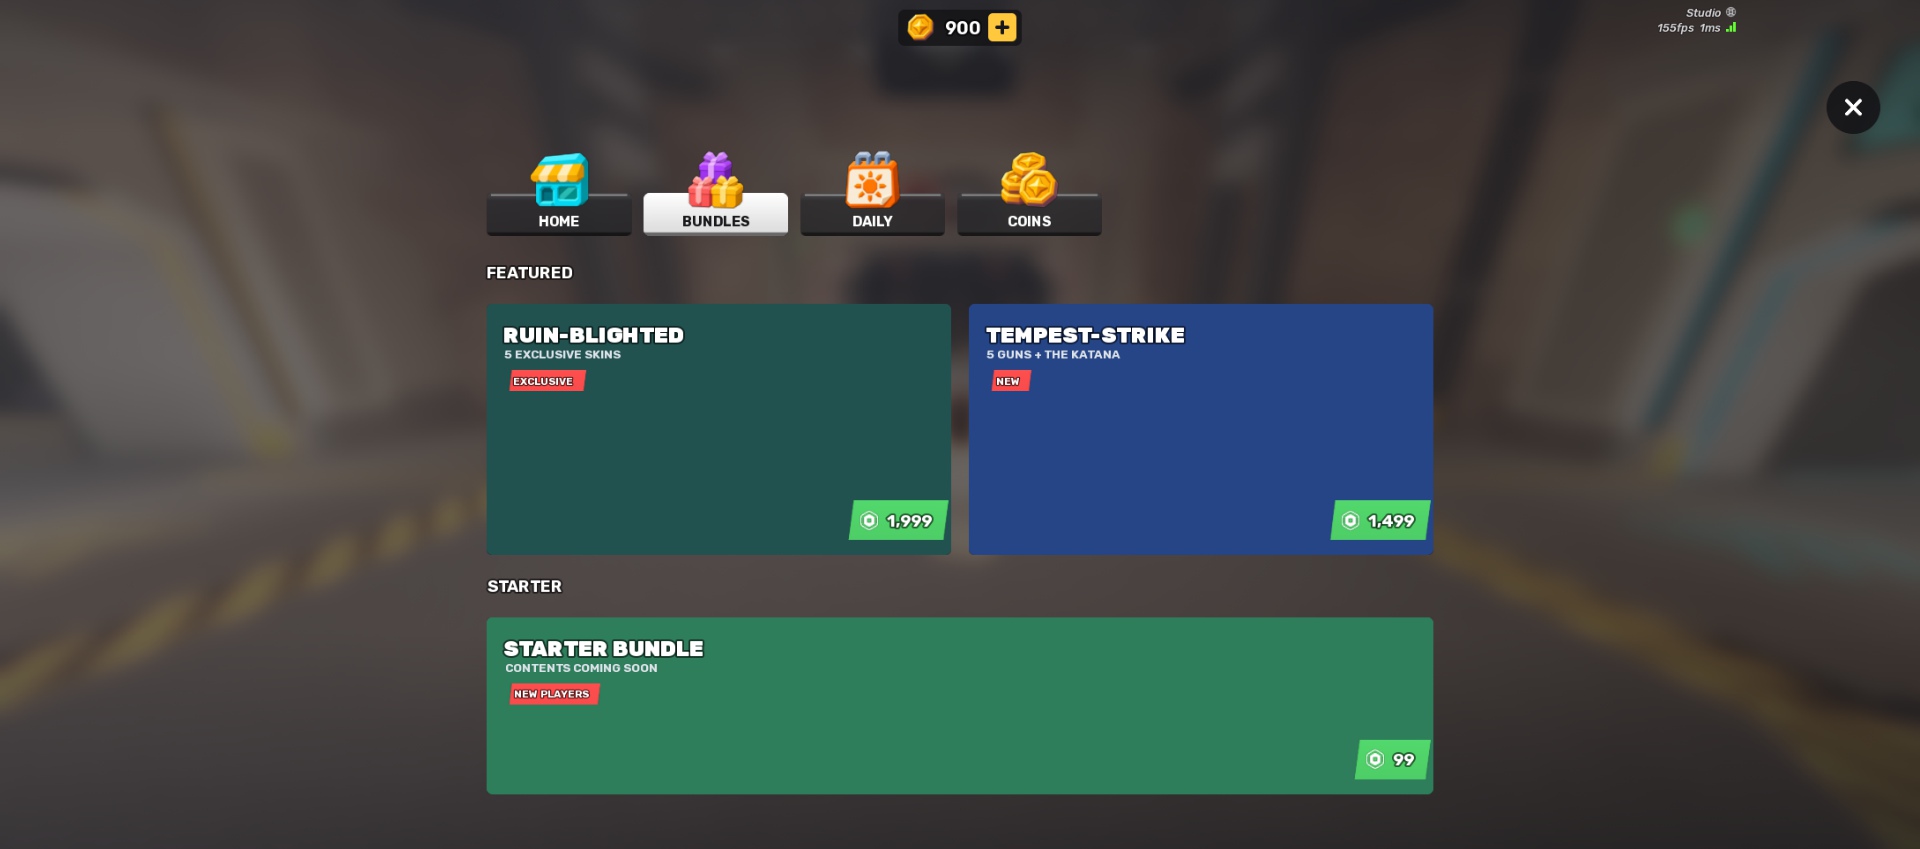 900 +
Studio
155fps 1ms
HOME
BUNDLES
DAILY
COINS
FEATURED
RUIN-BLIGHTED
5 EXCLUSIVE SKINS
EXCLUSIVE
1,999
TEMPEST-STRIKE
5 GUNS + THE KATANA
NEW
1,499
STARTER
STARTER BUNDLE
CONTENTS COMING SOON
NEW PLAYERS
99